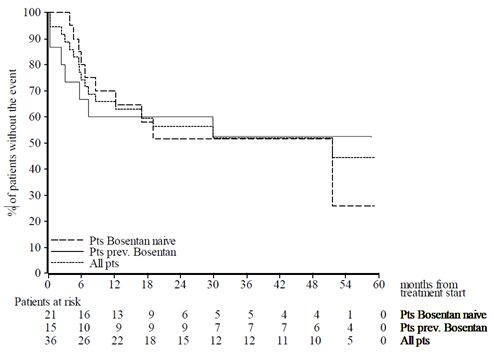 100
90
80
70
60
50
40
30
20
10
0
%| of patients without the event
Pts Bosentan naive
Pts prev. Bosentan
All pts
0 6 12 18 24 30 36 42 48 54 60 months from
treatment start
Patients at risk
21 16 13 9 6 5 5 4 4 1 0 Pts Bosentan naive
15 10 9 9 9 7 7 7 6 4 0 Pts prev. Bosentan
36 26 22 18 15 12 12 11 10 5 0 All pts